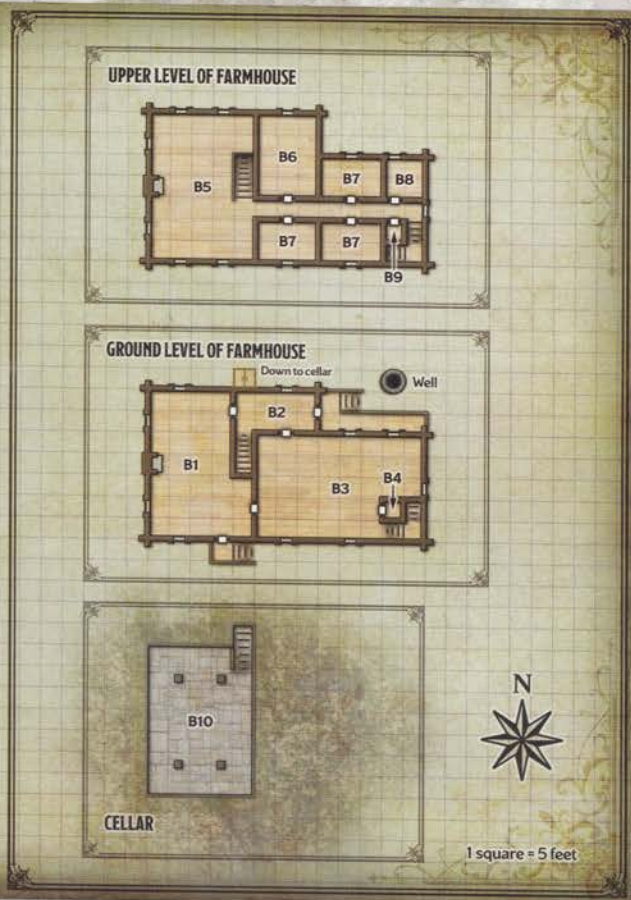 UPPER LEVEL OF FARMHOUSE
B6
B5
B7
B8
B7
B7
B9
GROUND LEVEL OF FARMHOUSE
Down to cellar
Well
B2
B1
B4
B3
B10
N
CELLAR
1 square = 5 feet